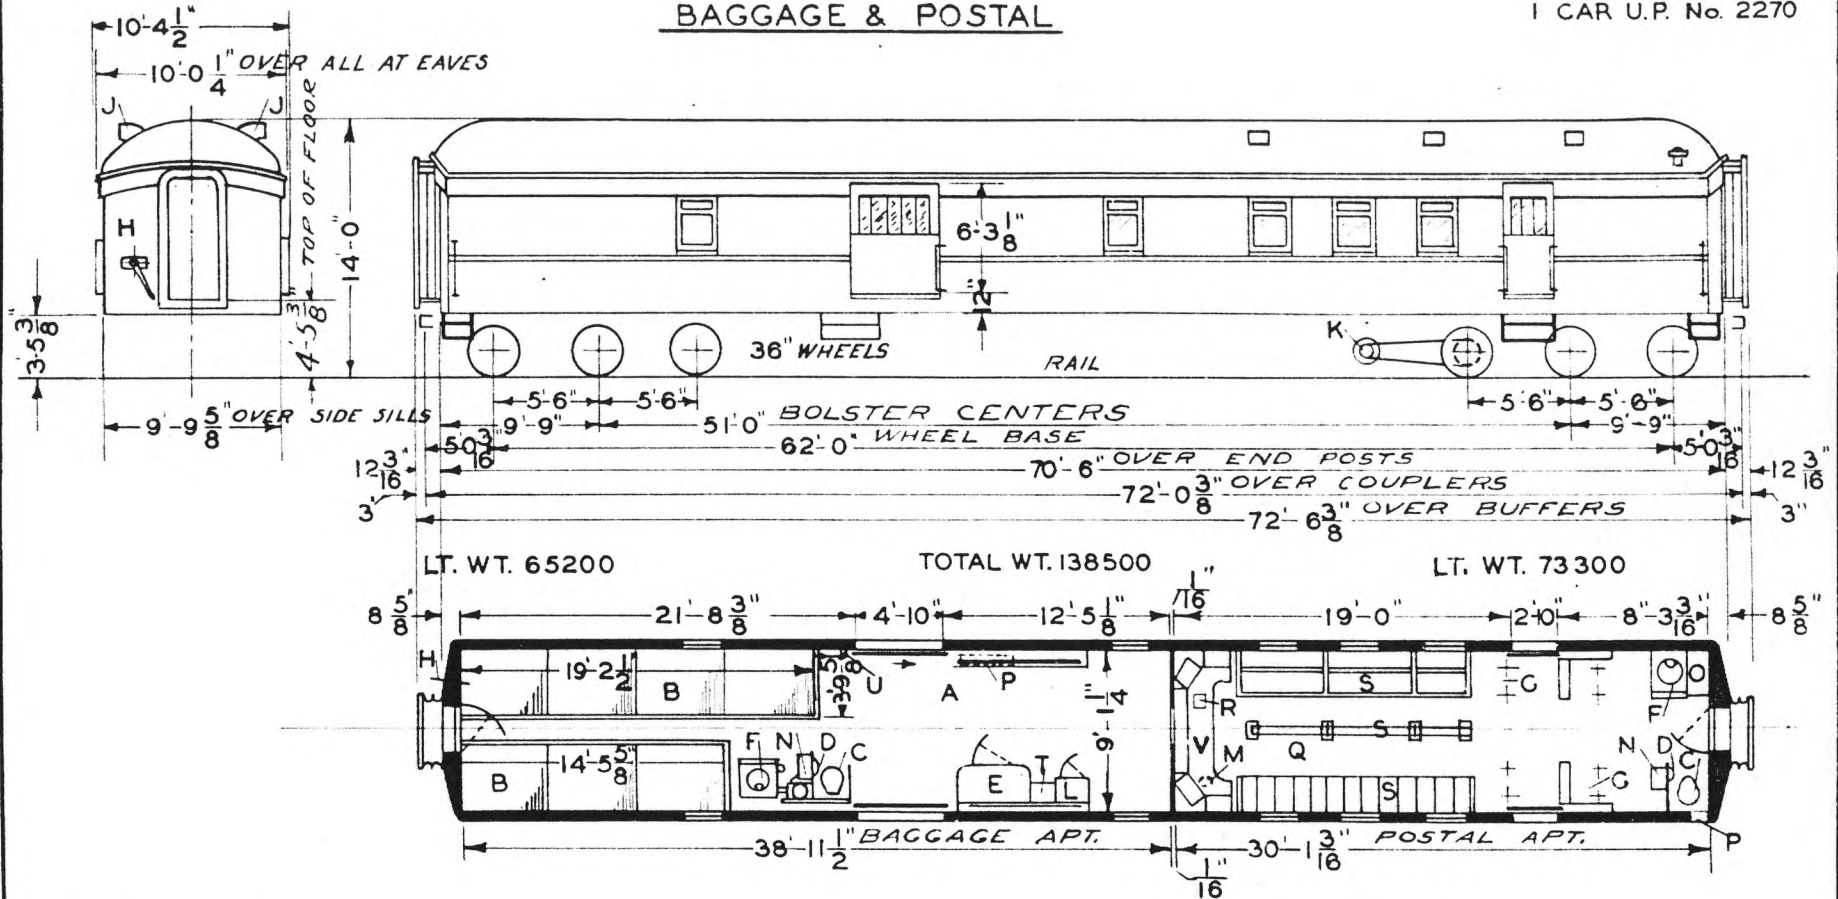 BAGGAGE & POSTAL
1 CAR U.P. No. 2270
10'-4 1/2"
10'-0 1/4" OVER ALL AT EAVES
J J
TOP OF FLOOR
H
14'-0"
6'-3 1/8"
12"
3'-5 3/8"
4'-5 3/8"
36" WHEELS
K
RAIL
9'-9 5/8" OVER SIDE SILLS
5'-6" 5'-6" 5'-6" 5'-6"
9'-9" 51'-0" BOLSTER CENTERS 9'-9"
5'-0 3/16" 62'-0" WHEEL BASE 5'-0 3/16"
12 3/16" 70'-6" OVER END POSTS 12 3/16"
3" 72'-0 3/8" OVER COUPLERS 3"
72'-6 3/8" OVER BUFFERS
LT. WT. 65200 TOTAL WT. 138500 LT. WT. 73300
8 5/8" 21'-8 3/8" 4'-10" 12'-5 1/8" 1/16" 19'-0" 2'-0" 8'-3 3/16" 8 5/8"
H 19'-2 1/2" B 3'-9 5/8" U A P 9'-1 1/4" R S G F
F N D C E T L V M Q S N D C
B 14'-5 5/8" S G
38'-11 1/2" BAGGAGE APT. 1/16" 30'-1 3/16" POSTAL APT. P